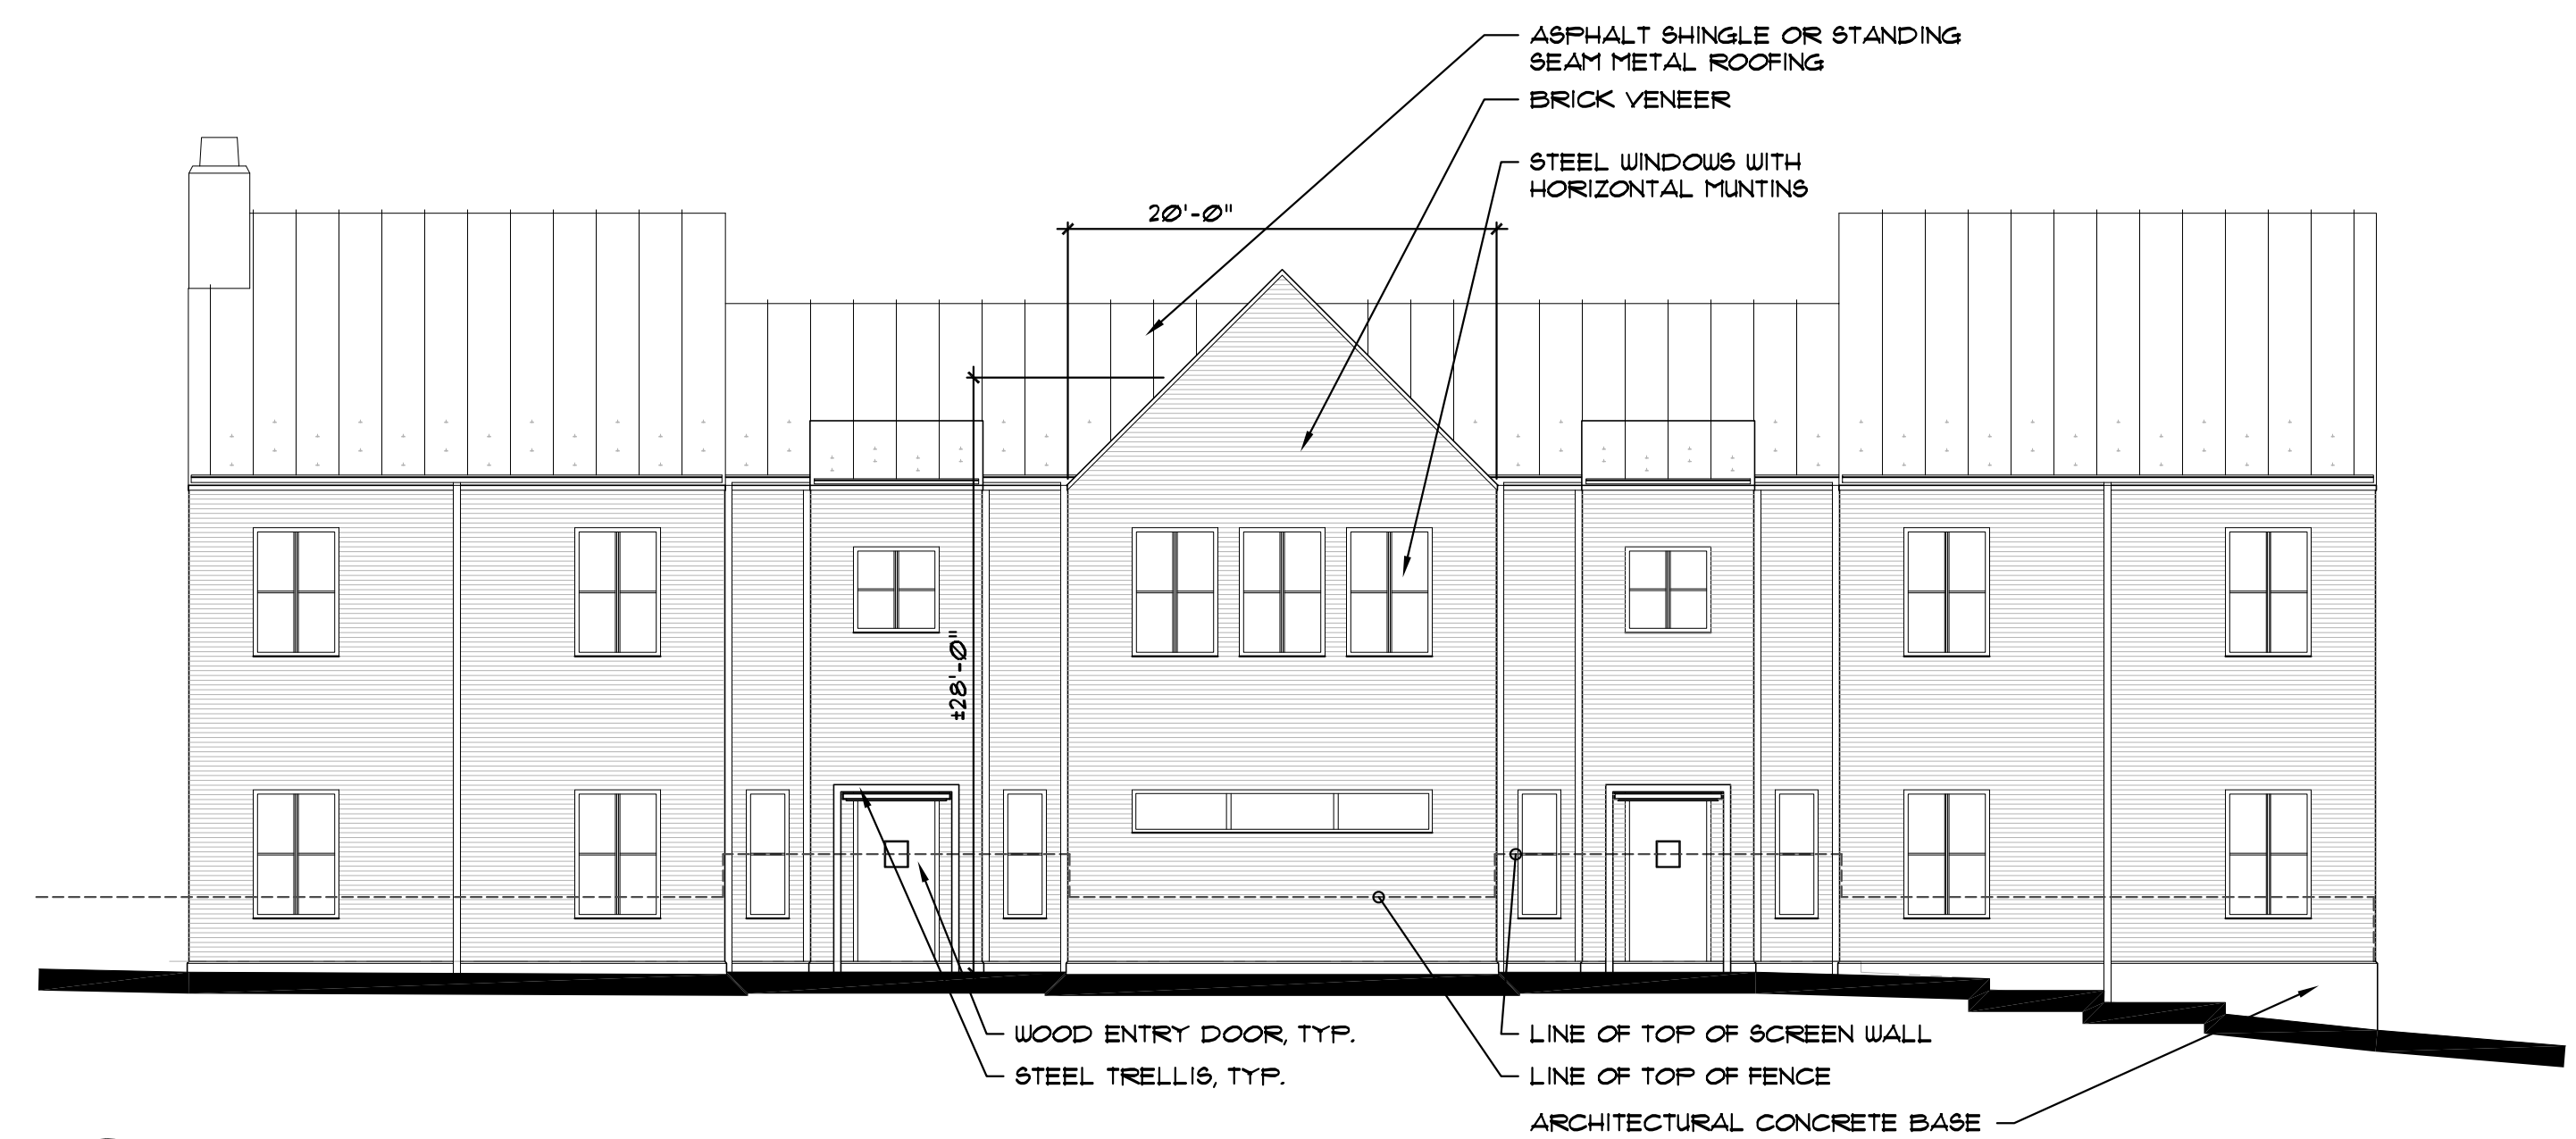 ASPHALT SHINGLE OR STANDING
SEAM METAL ROOFING
BRICK VENEER
STEEL WINDOWS WITH
HORIZONTAL MUNTINS
20'-0"
±28'-0"
WOOD ENTRY DOOR, TYP.
STEEL TRELLIS, TYP.
LINE OF TOP OF SCREEN WALL
LINE OF TOP OF FENCE
ARCHITECTURAL CONCRETE BASE